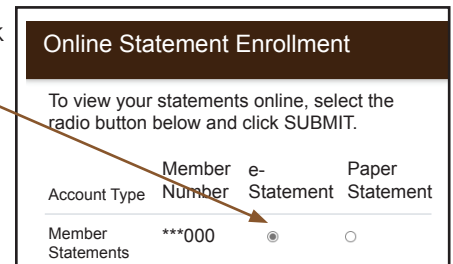 Online Statement Enrollment
To view your statements online, select the
radio button below and click SUBMIT.
Account Type Member Number e-Statement Paper Statement
Member Statements ***000